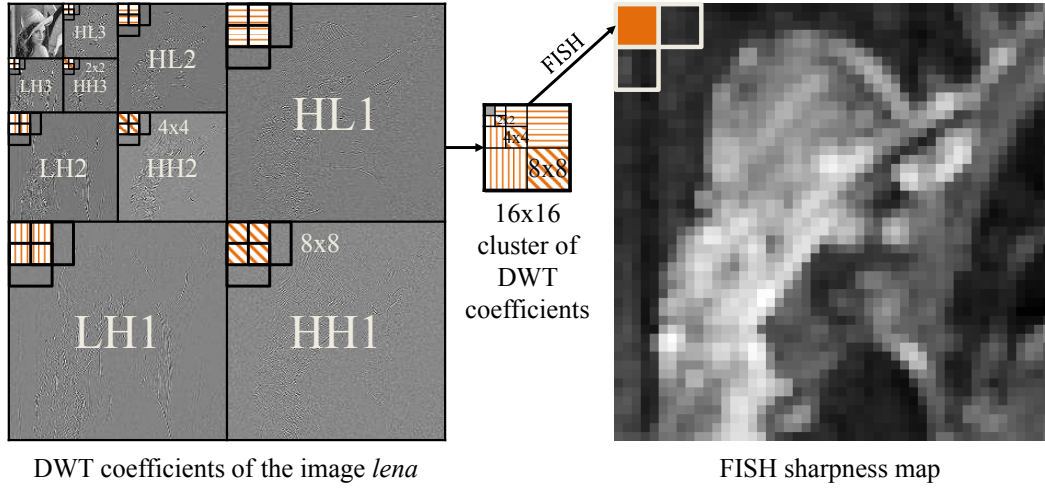 HL3
LH3
2x2
HH3
HL2
LH2
4x4
HH2
HL1
LH1
8x8
HH1
FISH
2x2
4x4
8x8
16x16
cluster of
DWT
coefficients
DWT coefficients of the image lena
FISH sharpness map